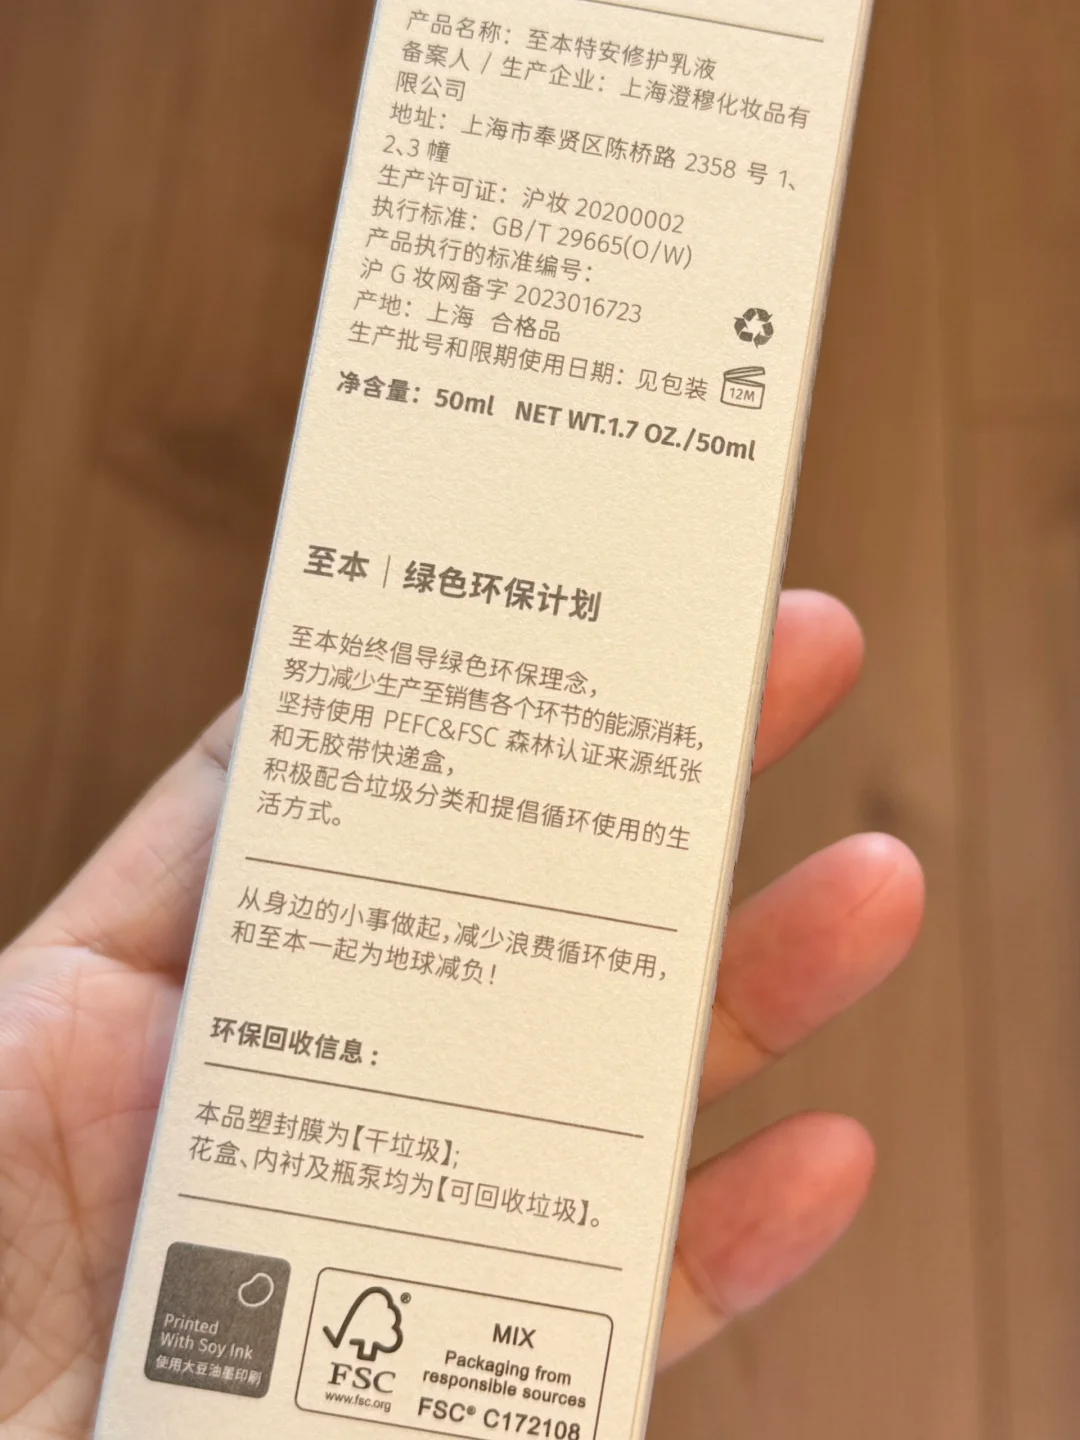 产品名称：至本特安修护乳液
备案人 / 生产企业：上海澄穆化妆品有
限公司
地址：上海市奉贤区陈桥路 2358 号 1、
2、3 幢
生产许可证：沪妆 20200002
执行标准：GB/T 29665(O/W)
产品执行的标准编号：
沪 G 妆网备字 2023016723
产地：上海 合格品
生产批号和限期使用日期：见包装
12M
净含量：50ml NET WT.1.7 OZ./50ml
至本｜绿色环保计划
至本始终倡导绿色环保理念，
努力减少生产至销售各个环节的能源消耗，
坚持使用 PEFC&FSC 森林认证来源纸张
和无胶带快递盒，
积极配合垃圾分类和提倡循环使用的生
活方式。
从身边的小事做起，减少浪费循环使用，
和至本一起为地球减负！
环保回收信息：
本品塑封膜为【干垃圾】；
花盒、内衬及瓶泵均为【可回收垃圾】。
Printed
With Soy Ink
使用大豆油墨印刷
FSC
www.fsc.org
MIX
Packaging from
responsible sources
FSC® C172108